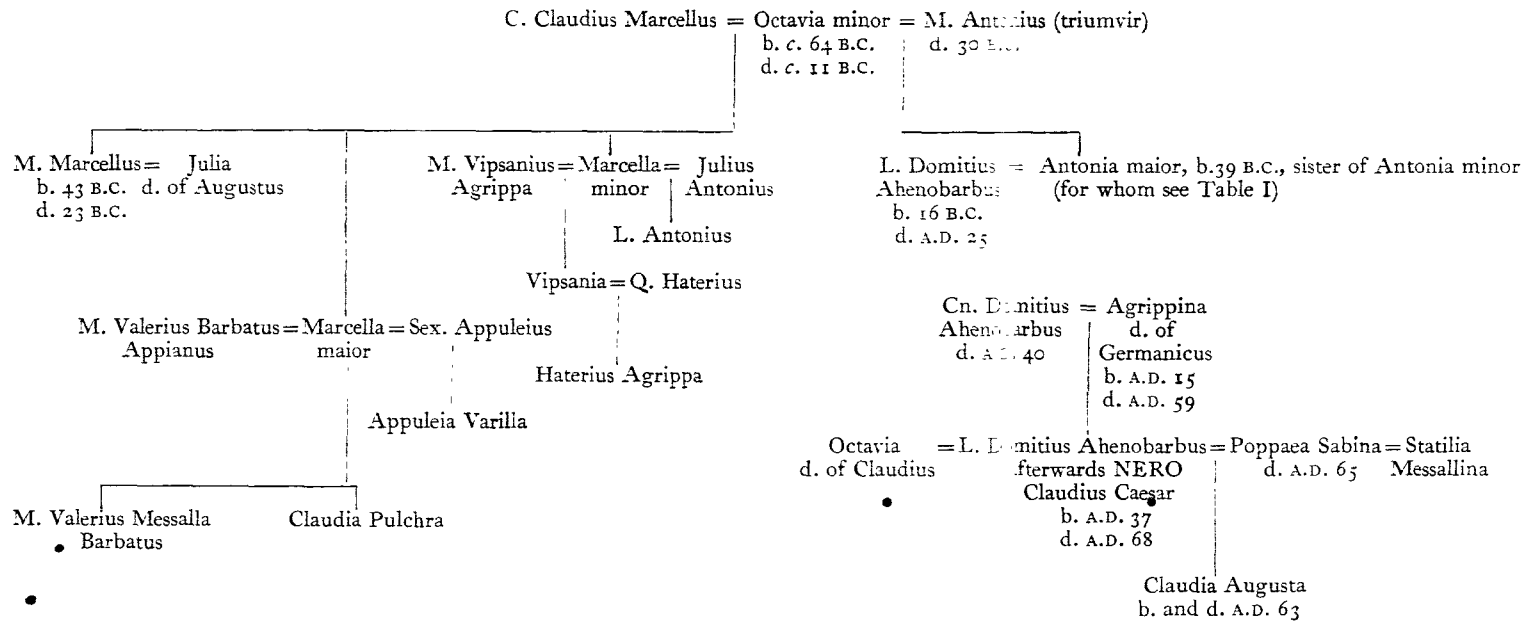 C. Claudius Marcellus = Octavia minor = M. (triumvir)
b. c. 64 B.C. d. 30
d. c. 11 B.C.
M. Marcellus = Julia
b. 43 B.C. d. of Augustus
d. 23 B.C.
M. Vipsanius = Marcella = Julius
Agrippa minor Antonius
L. Antonius
L. Domitius = Antonia maior, b.39 B.C., sister of Antonia minor
(for whom see Table I)
b. 16 B.C.
d. A.D. 25
Vipsania = Q. Haterius
Haterius Agrippa
M. Valerius Barbatus = Marcella = Sex. Appuleius
Appianus maior
Appuleia Varilla
Cn. = Agrippina
d. of
d. 40 Germanicus
b. A.D. 15
d. A.D. 59
Octavia = L. Ahenobarbus = Poppaea Sabina = Statilia
d. of Claudius NERO d. A.D. 65 Messallina
Claudius Caesar
b. A.D. 37
d. A.D. 68
M. Valerius Messalla Claudia Pulchra
Barbatus
Claudia Augusta
b. and d. A.D. 63